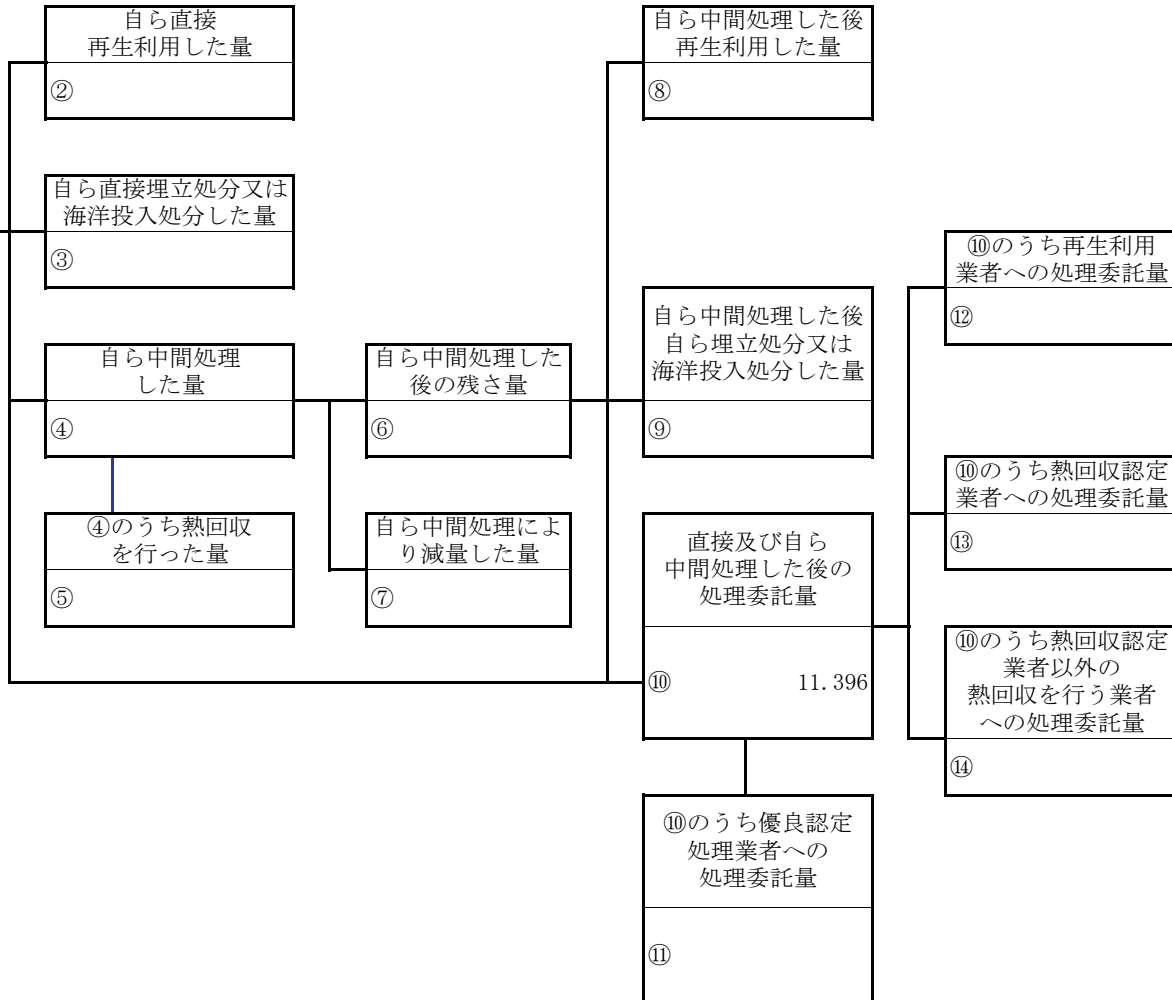 自ら直接
再生利用した量
②
自ら中間処理した後
再生利用した量
⑧
自ら直接埋立処分又は
海洋投入処分した量
③
⑩のうち再生利用
業者への処理委託量
⑫
自ら中間処理した後
自ら埋立処分又は
海洋投入処分した量
⑨
自ら中間処理
した量
④
自ら中間処理した
後の残さ量
⑥
⑩のうち熱回収認定
業者への処理委託量
⑬
④のうち熱回収
を行った量
⑤
自ら中間処理によ
り減量した量
⑦
直接及び自ら
中間処理した後の
処理委託量
⑩ 11.396
⑩のうち熱回収認定
業者以外の
熱回収を行う業者
への処理委託量
⑭
⑩のうち優良認定
処理業者への
処理委託量
⑪